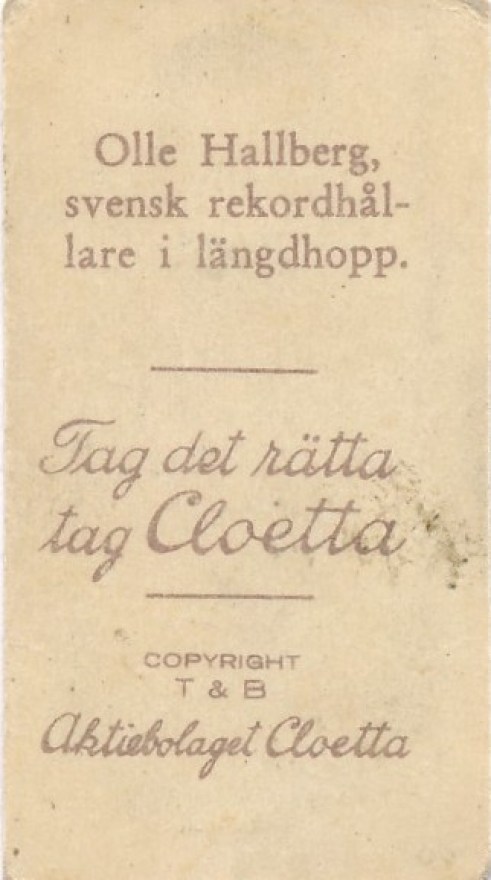 Olle Hallberg,
svensk rekordhål-
lare i längdhopp.
Tag det rätta
tag Cloetta
COPYRIGHT
T & B
Aktiebolaget Cloetta